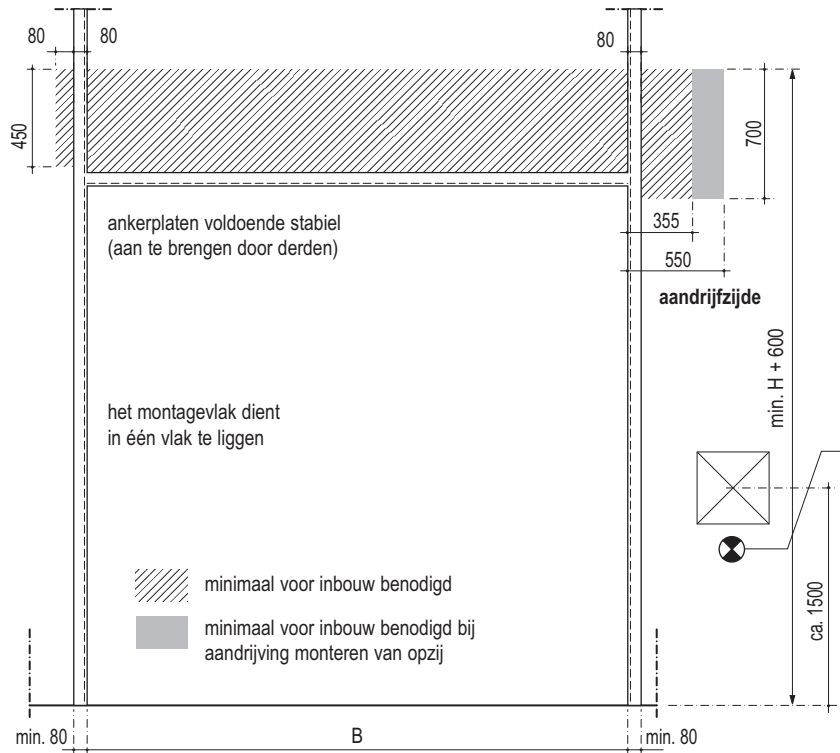 80
80
80
450
700
355
550
aandrijfzijde
ankerplaten voldoende stabiel
(aan te brengen door derden)
min. H + 600
het montagevlak dient
in één vlak te liggen
ca. 1500
minimaal voor inbouw benodigd
minimaal voor inbouw benodigd bij
aandrijving monteren van opzij
min. 80
B
min. 80